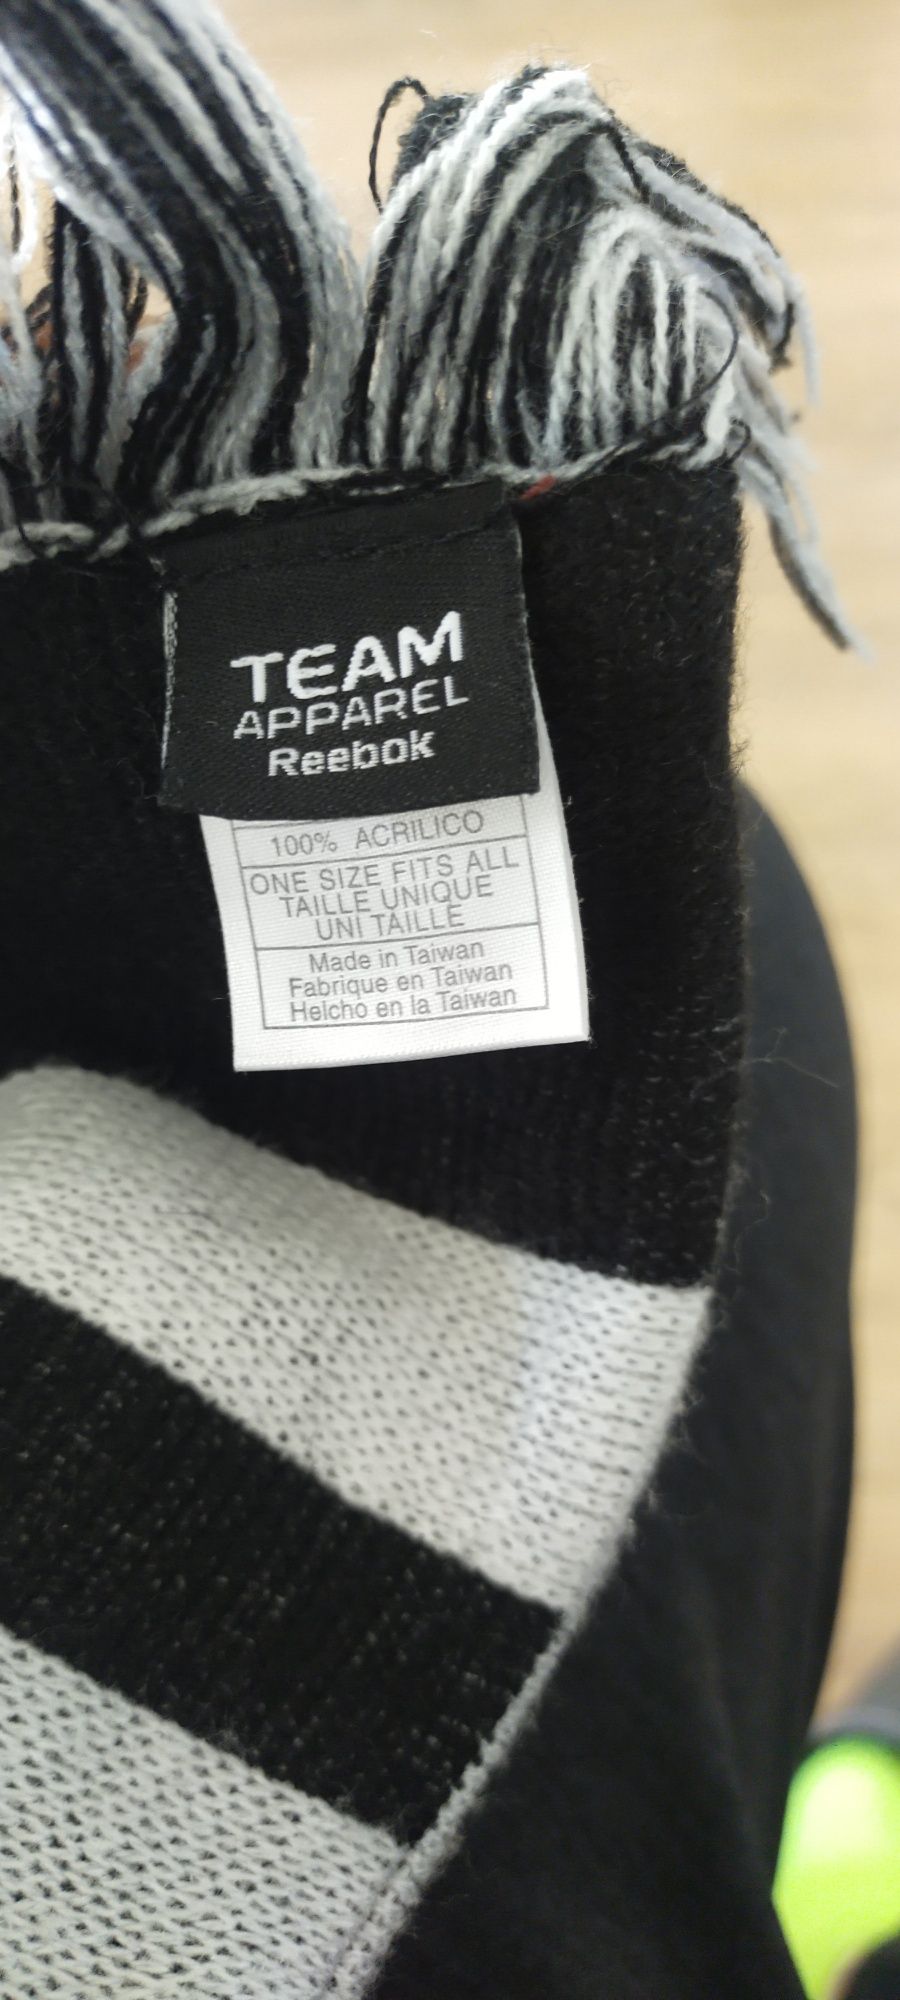 TEAM
APPAREL
Reebok
100% ACRILICO
ONE SIZE FITS ALL
TAILLE UNIQUE
UNI TAILLE
Made in Taiwan
Fabrique en Taiwan
Helcho en la Taiwan